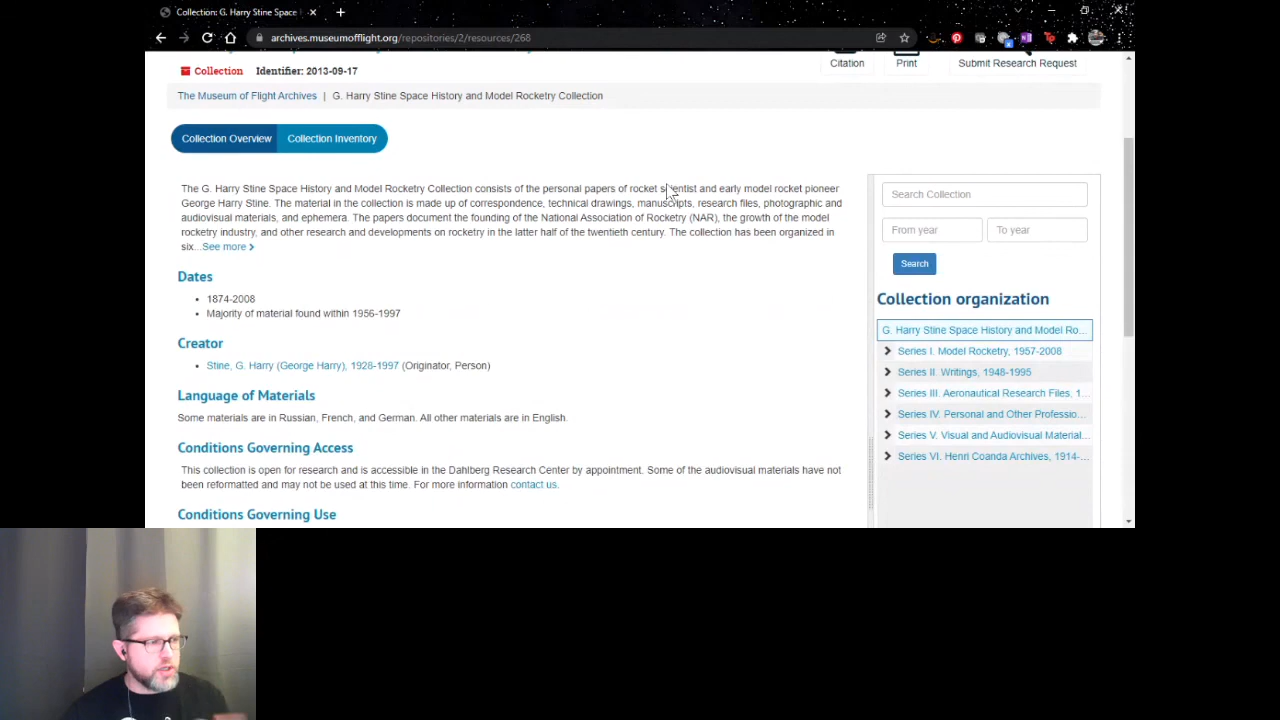 Collection: G. Harry Stine Space
archives.museumofflight.org/repositories/2/resources/268
Collection Identifier: 2013-09-17
Citation
Print
Submit Research Request
The Museum of Flight Archives | G. Harry Stine Space History and Model Rocketry Collection
Collection Overview Collection Inventory
The G. Harry Stine Space History and Model Rocketry Collection consists of the personal papers of rocket scientist and early model rocket pioneer
George Harry Stine. The material in the collection is made up of correspondence, technical drawings, manuscripts, research files, photographic and
audiovisual materials, and ephemera. The papers document the founding of the National Association of Rocketry (NAR), the growth of the model
rocketry industry, and other research and developments on rocketry in the latter half of the twentieth century. The collection has been organized in
six...See more
Dates
1874-2008
Majority of material found within 1956-1997
Creator
Stine, G. Harry (George Harry), 1928-1997 (Originator, Person)
Language of Materials
Some materials are in Russian, French, and German. All other materials are in English.
Conditions Governing Access
This collection is open for research and is accessible in the Dahlberg Research Center by appointment. Some of the audiovisual materials have not
been reformatted and may not be used at this time. For more information contact us.
Conditions Governing Use
Search Collection
From year
To year
Search
Collection organization
G. Harry Stine Space History and Model Ro...
Series I. Model Rocketry, 1957-2008
Series II. Writings, 1948-1995
Series III. Aeronautical Research Files, 1...
Series IV. Personal and Other Professio...
Series V. Visual and Audiovisual Material...
Series VI. Henri Coanda Archives, 1914-...